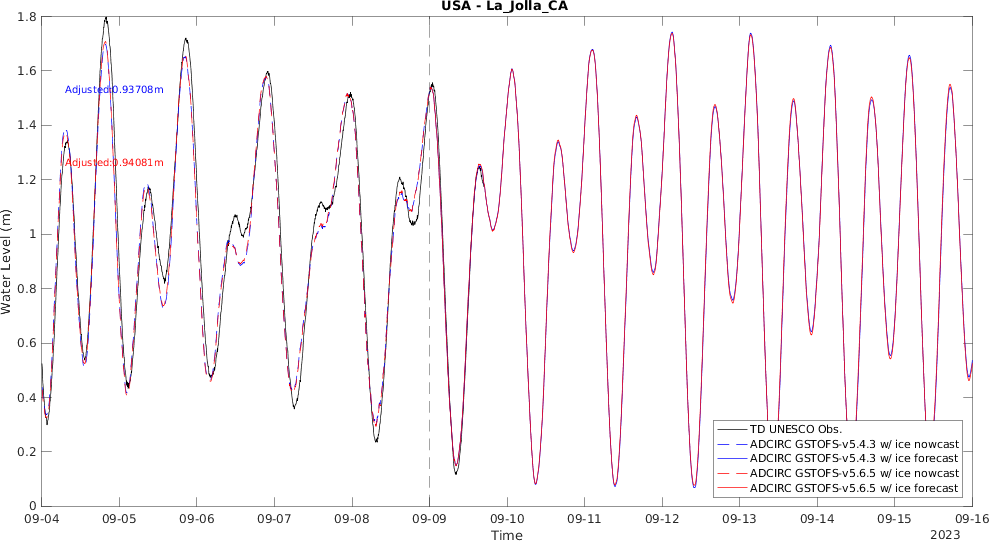 USA - La_Jolla_CA
1.8
1.6
1.4
1.2
1
0.8
0.6
0.4
0.2
0
Water Level (m)
Adjusted:0.93708m
Adjusted:0.94081m
TD UNESCO Obs.
ADCIRC GSTOFS-v5.4.3 w/ ice nowcast
ADCIRC GSTOFS-v5.4.3 w/ ice forecast
ADCIRC GSTOFS-v5.6.5 w/ ice nowcast
ADCIRC GSTOFS-v5.6.5 w/ ice forecast
09-04 09-05 09-06 09-07 09-08 09-09 09-10 09-11 09-12 09-13 09-14 09-15 09-16
Time
2023